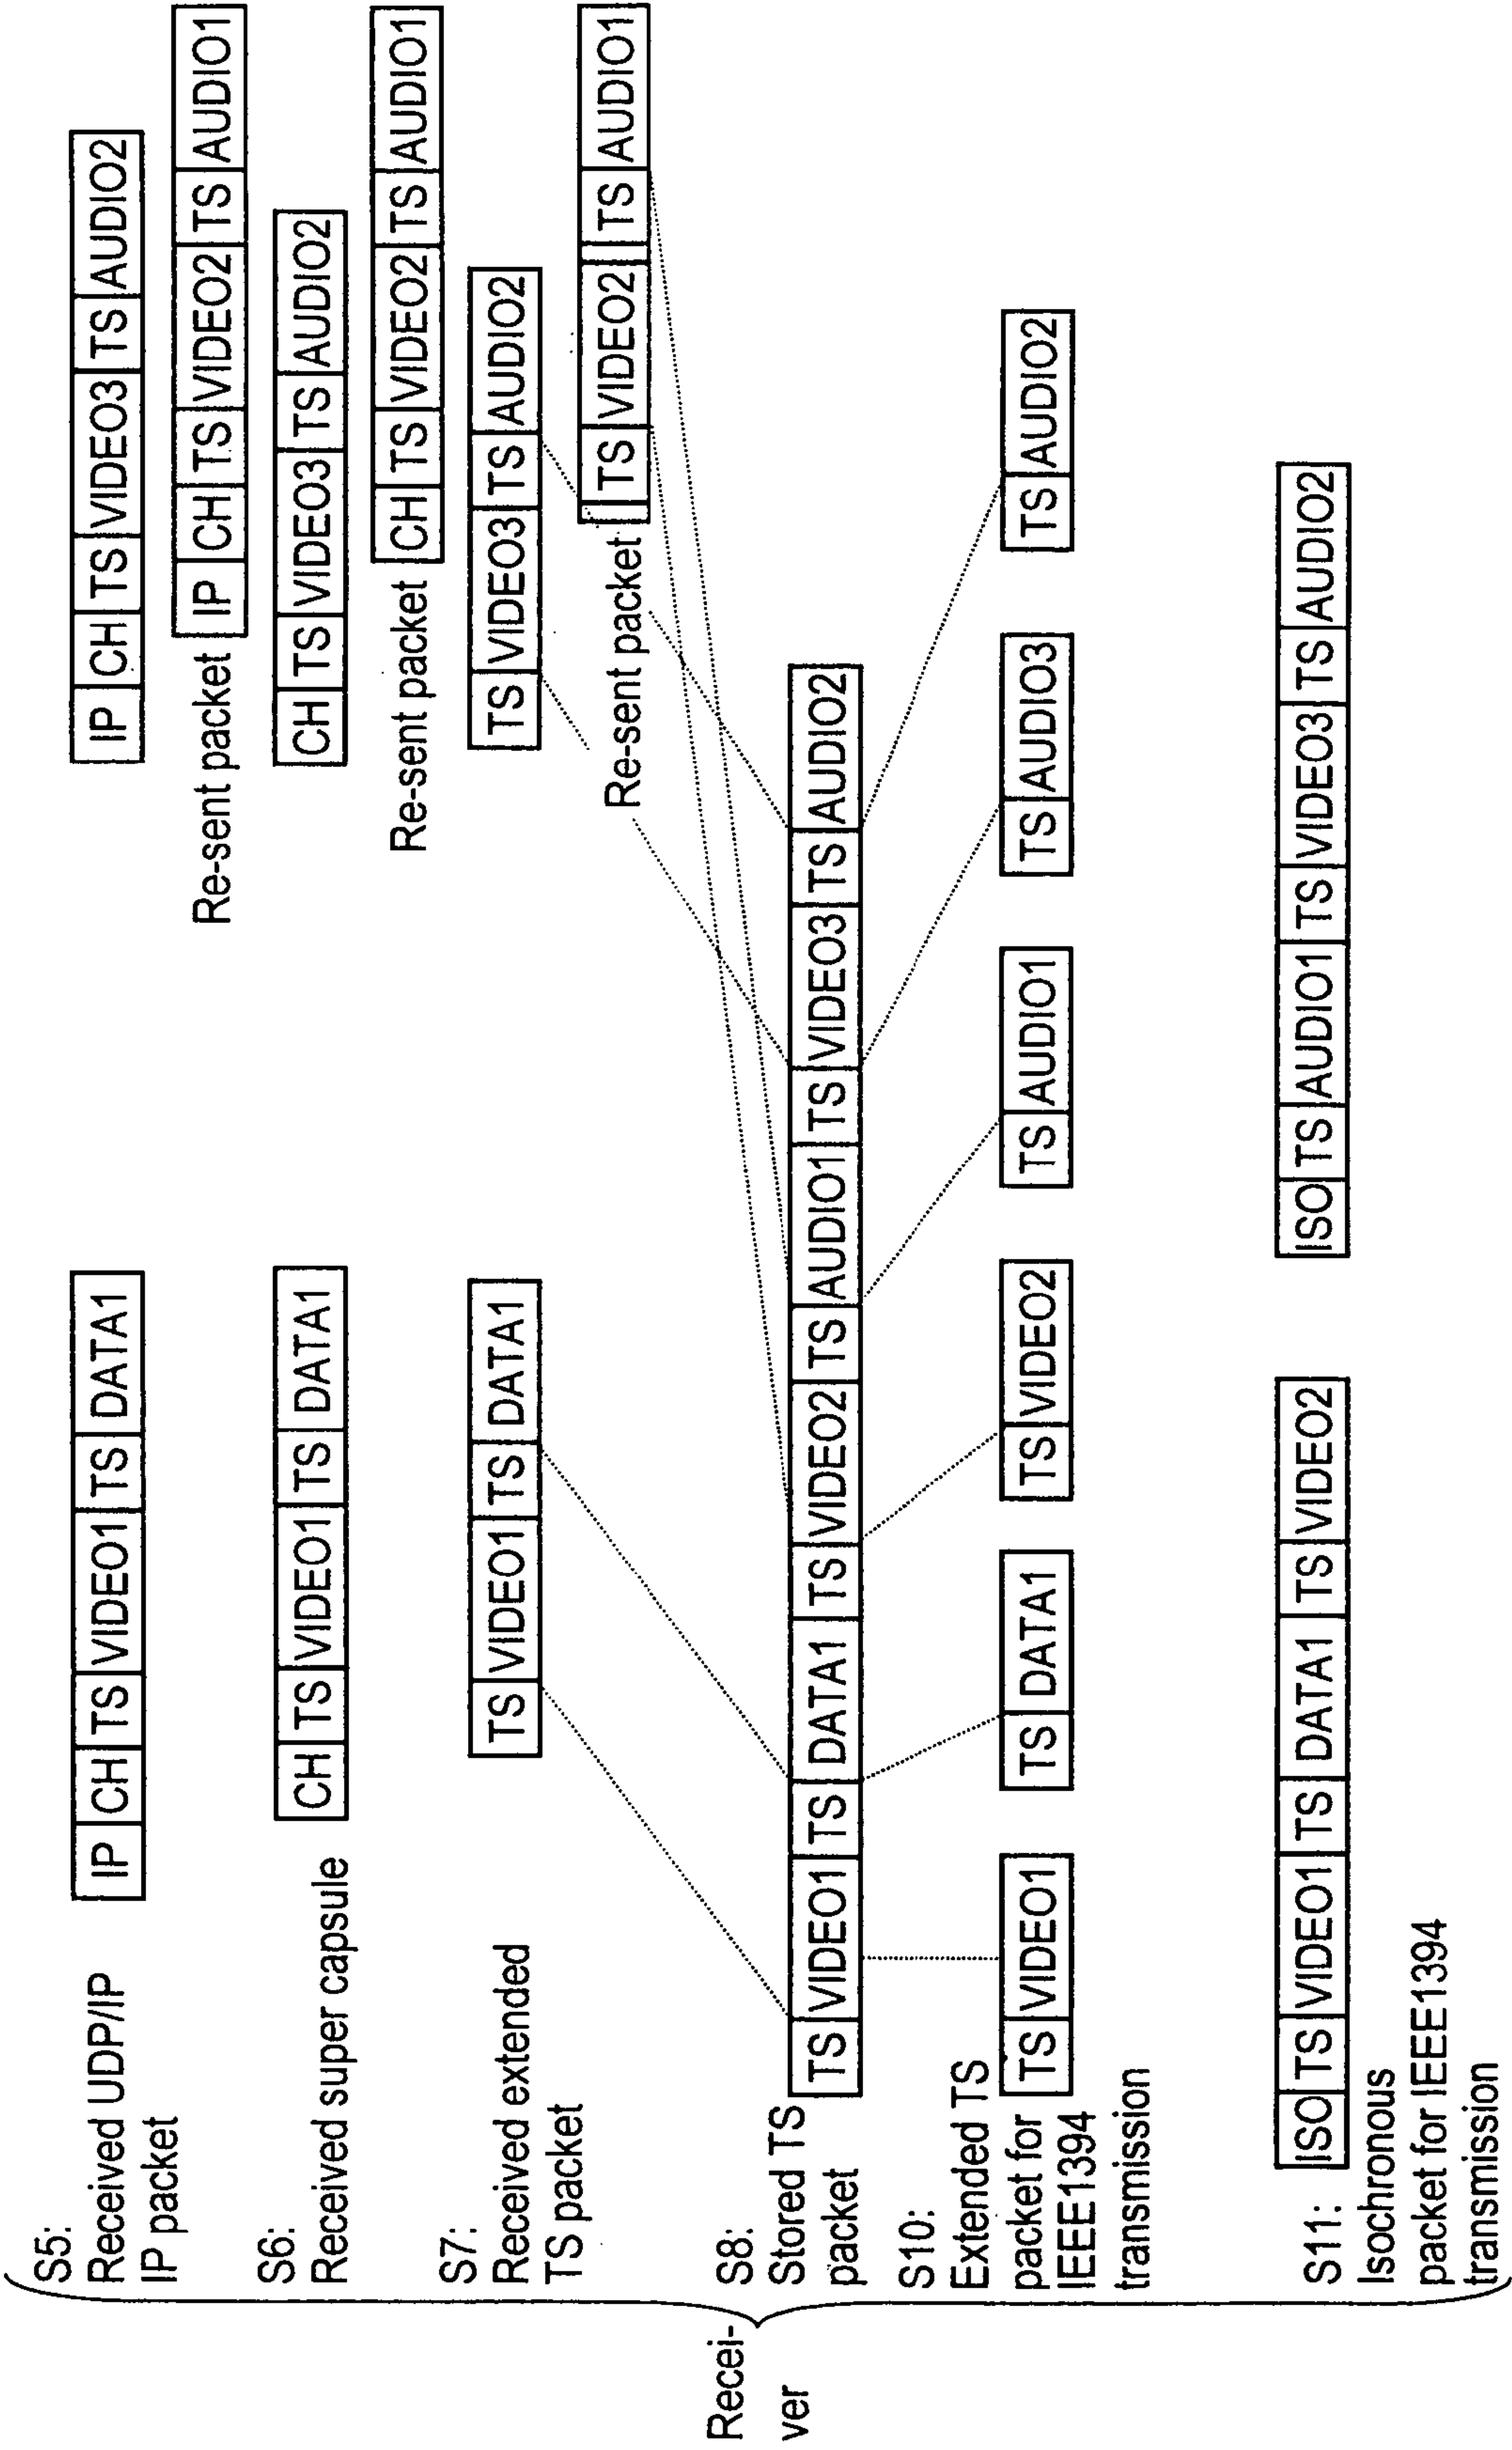 Recei-
ver
S5:
Received UDP/IP
IP packet
IP CH TS VIDEO1 TS DATA1
IP CH TS VIDEO3 TS AUDIO2
Re-sent packet
IP CH TS VIDEO2 TS AUDIO1
S6:
Received super capsule
CH TS VIDEO1 TS DATA1
CH TS VIDEO3 TS AUDIO2
Re-sent packet
CH TS VIDEO2 TS AUDIO1
S7:
Received extended
TS packet
TS VIDEO1 TS DATA1
TS VIDEO3 TS AUDIO2
Re-sent packet
TS VIDEO2 TS AUDIO1
S8:
Stored TS
packet
TS VIDEO1 TS DATA1 TS VIDEO2 TS AUDIO1 TS VIDEO3 TS AUDIO2
S10:
Extended TS
packet for
IEEE1394
transmission
TS VIDEO1
TS DATA1
TS VIDEO2
TS AUDIO1
TS AUDIO3
TS AUDIO2
S11:
Isochronous
packet for IEEE1394
transmission
ISO TS VIDEO1 TS DATA1 TS VIDEO2
ISO TS AUDIO1 TS VIDEO3 TS AUDIO2